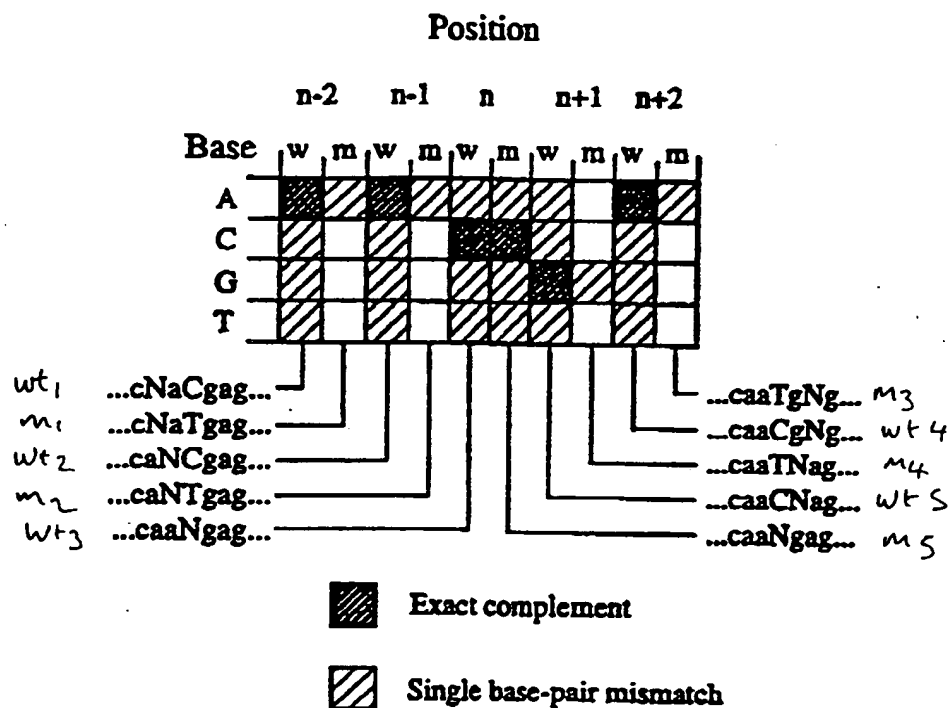 Position
n-2 n-1 n n+1 n+2
Base w m w m w m w m w m
A
C
G
T
wt1 ...cNaCgag...
m1 ...cNaTgag...
wt2 ...caNCgag...
m2 ...caNTgag...
wt3 ...caaNgag...
...caaTgNg... m3
...caaCgNg... wt4
...caaTNag... m4
...caaCNag... wt5
...caaNgag... m5
Exact complement
Single base-pair mismatch